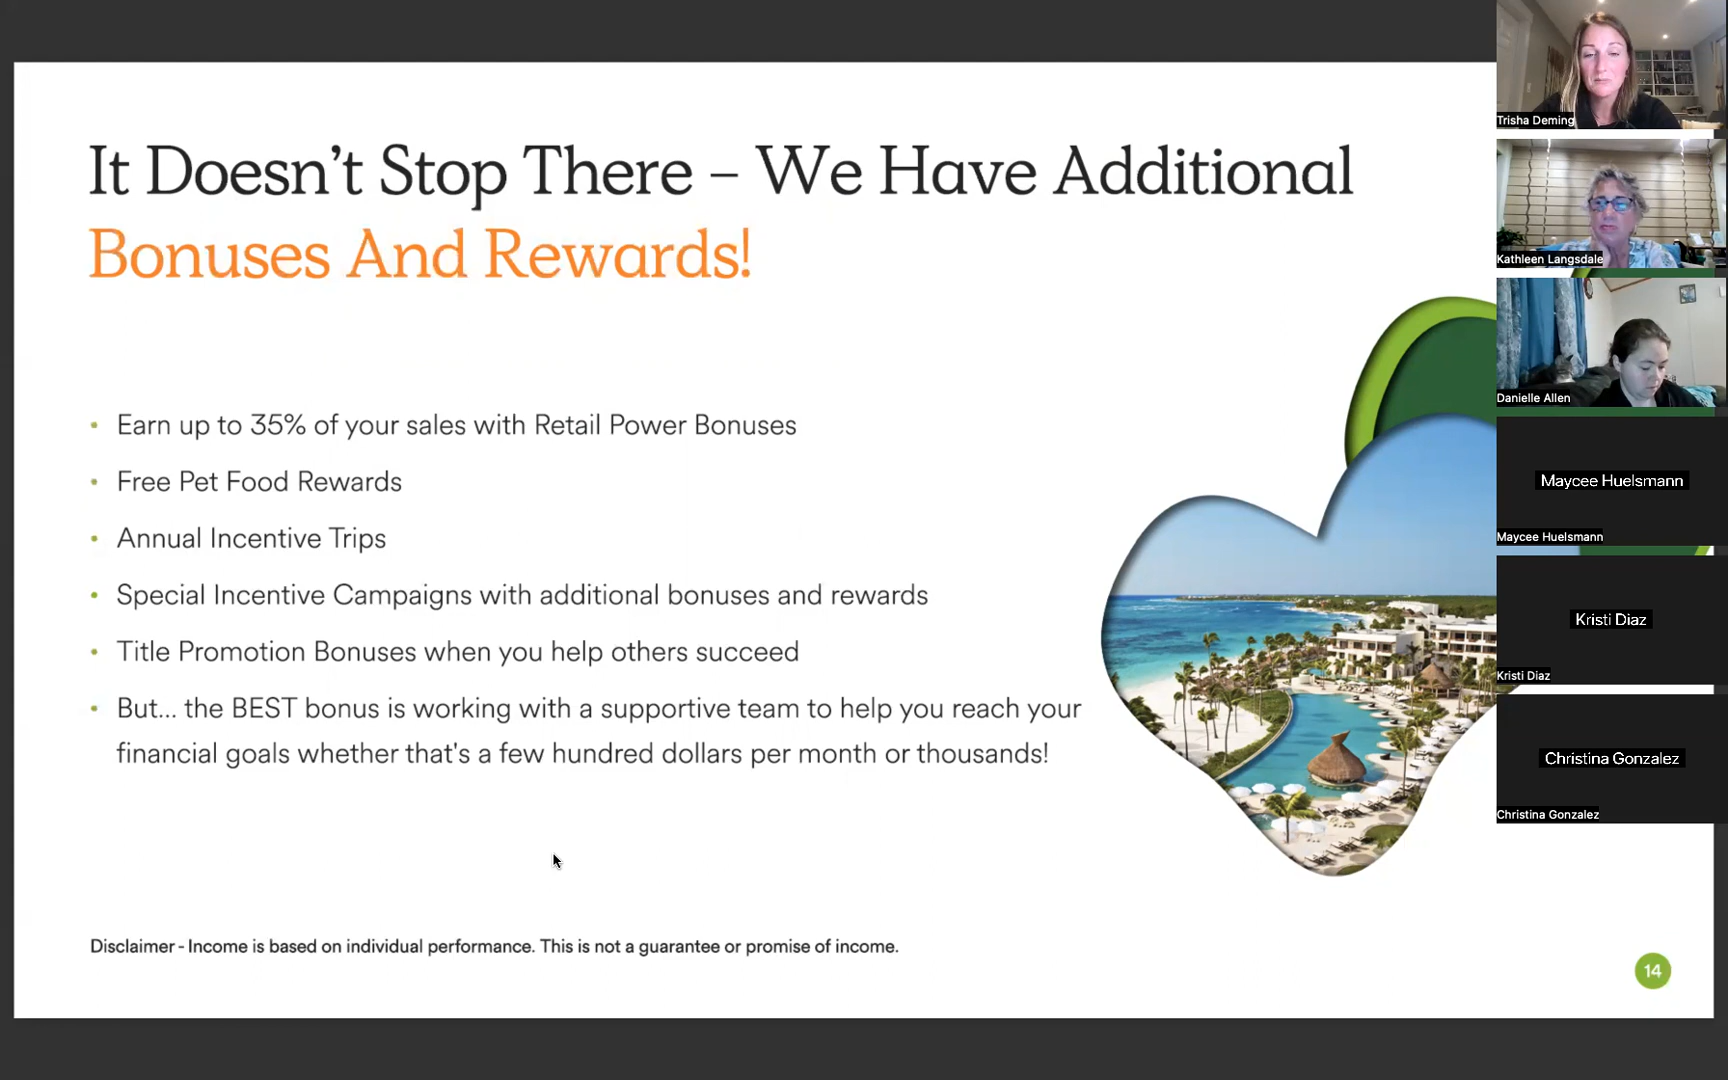 It Doesn’t Stop There – We Have Additional
Bonuses And Rewards!
• Earn up to 35% of your sales with Retail Power Bonuses
• Free Pet Food Rewards
• Annual Incentive Trips
• Special Incentive Campaigns with additional bonuses and rewards
• Title Promotion Bonuses when you help others succeed
• But... the BEST bonus is working with a supportive team to help you reach your
financial goals whether that's a few hundred dollars per month or thousands!
Disclaimer - Income is based on individual performance. This is not a guarantee or promise of income.
14
Trisha Deming
Kathleen Langsdale
Danielle Allen
Maycee Huelsmann
Maycee Huelsmann
Kristi Diaz
Kristi Diaz
Christina Gonzalez
Christina Gonzalez